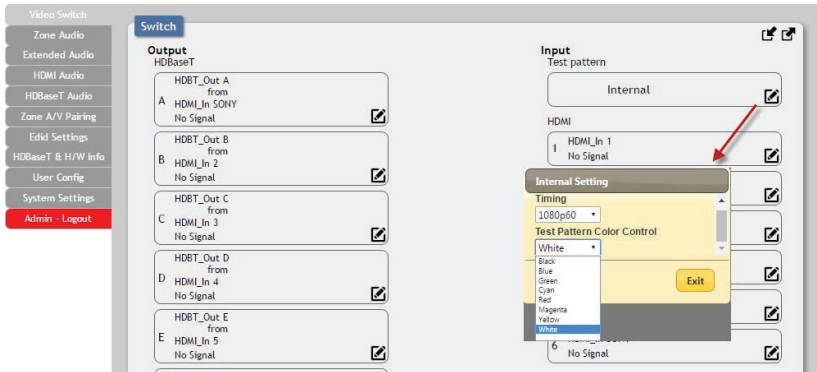 Video Switch
Zone Audio
Extended Audio
HDMI Audio
HDBaseT Audio
Zone A/V Pairing
Edid Settings
HDBaseT & H/W Info
User Config
System Settings
Admin - Logout
Switch
Output
HDBaseT
HDBT_Out A
from
A HDMI_In SONY
No Signal
HDBT_Out B
from
B HDMI_In 2
No Signal
HDBT_Out C
from
C HDMI_In 3
No Signal
HDBT_Out D
from
D HDMI_In 4
No Signal
HDBT_Out E
from
E HDMI_In 5
No Signal
Input
Test pattern
Internal
HDMI
1 HDMI_In 1
No Signal
Internal Setting
Timing
1080p60
Test Pattern Color Control
White
Black
Blue
Green
Cyan
Red
Magenta
Yellow
White
Exit
6
No Signal